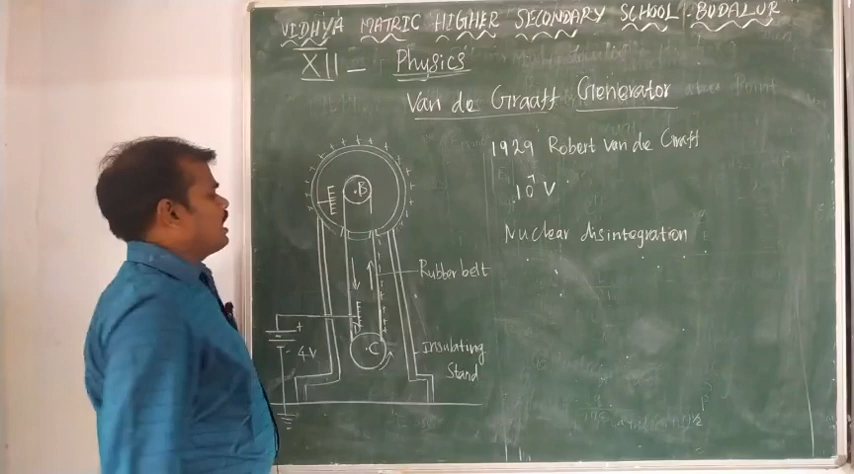 VIDHYA MATRIC HIGHER SECONDARY SCHOOL, BUDALUR
XII - Physics
Van de Graaff Generator
1929 Robert van de Graff
10⁷ V
Nuclear disintegration
B
Rubber belt
+
- 4V
C
Insulating
Stand